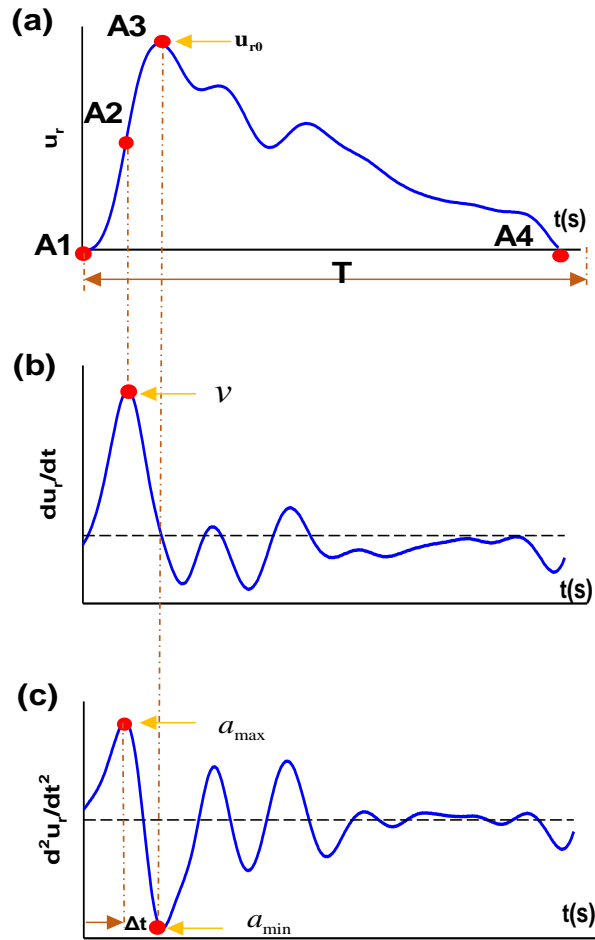 (a)
A3
u_r0
A2
u_r
A1
t(s)
A4
T
(b)
v
du_r/dt
t(s)
(c)
a_max
d²u_r/dt²
t(s)
Δt
a_min